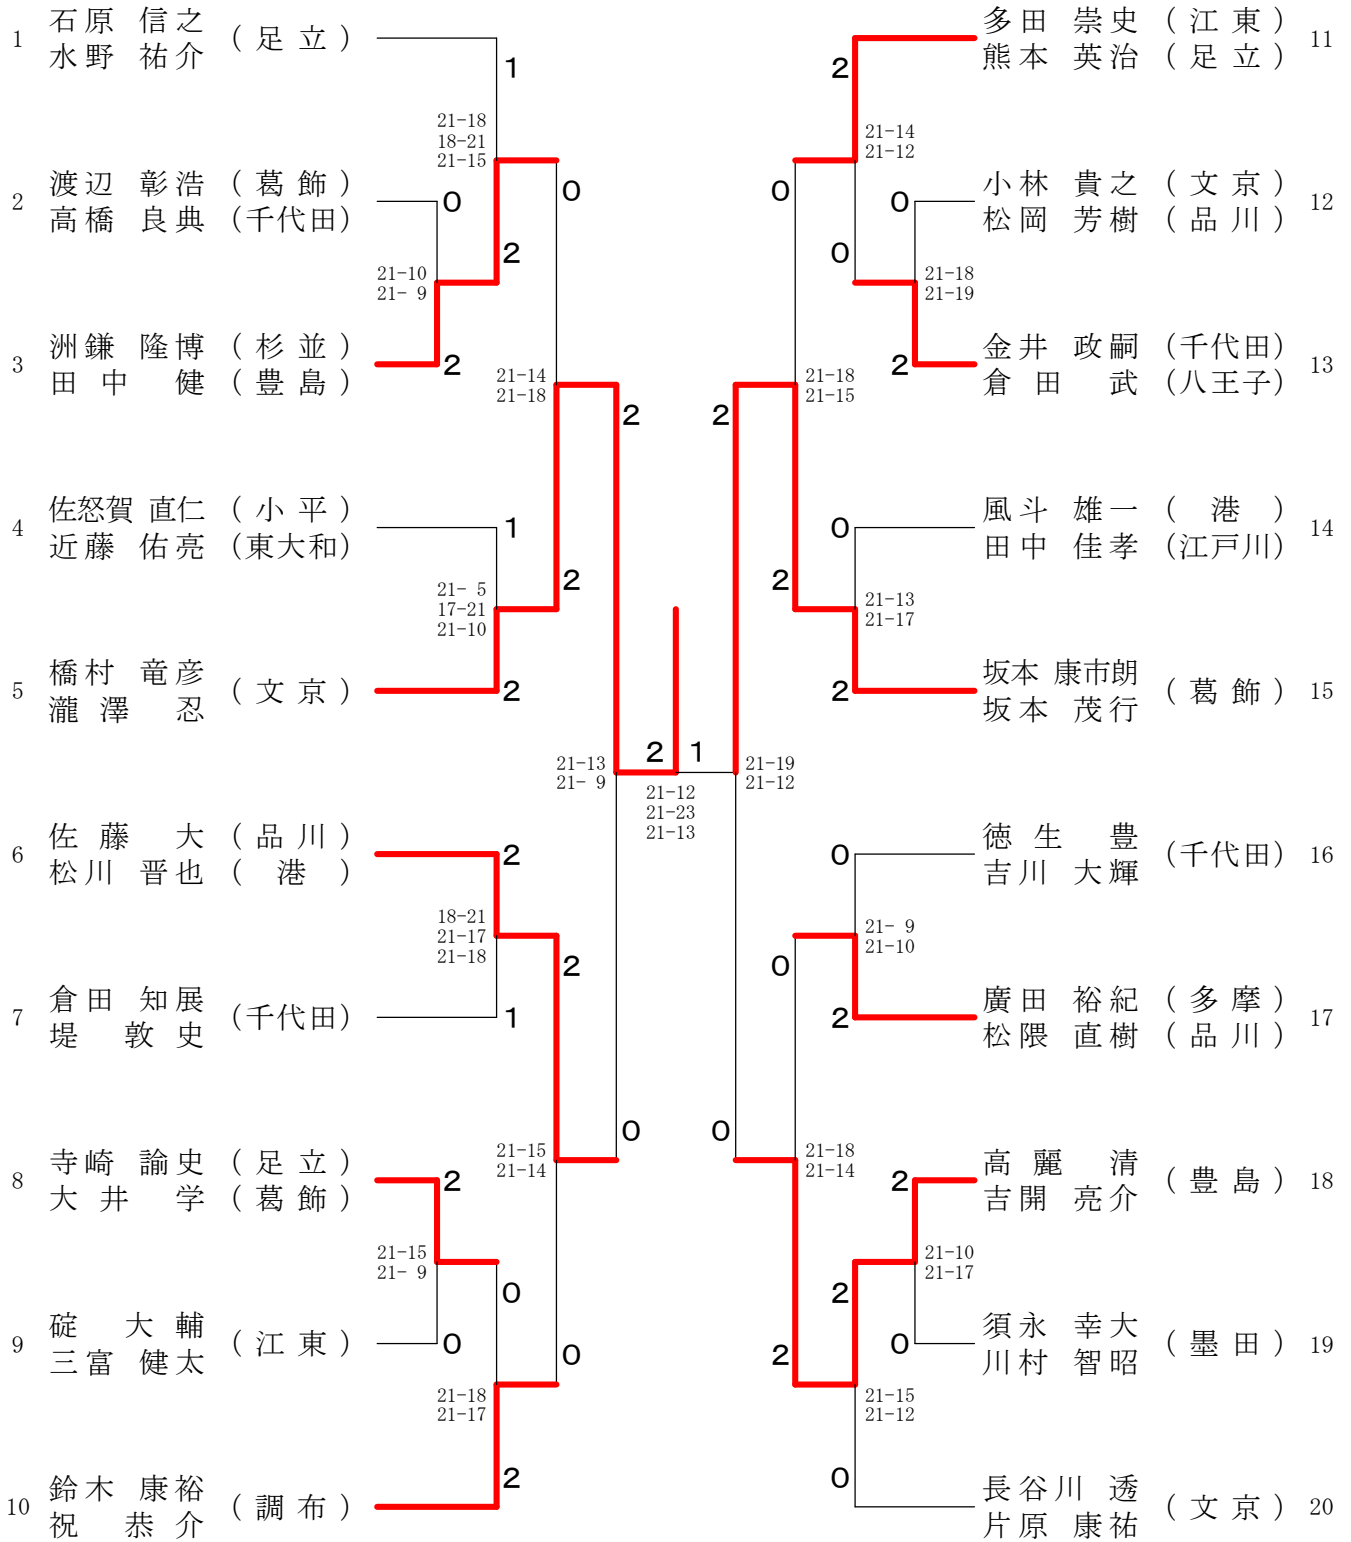 1 石原 信之 (足立)
水野 祐介
1
21-18
18-21
21-15
2 渡辺 彰浩 (葛飾)
高橋 良典 (千代田)
0
0
2
21-10
21- 9
3 洲鎌 隆博 (杉並)
田中 健 (豊島)
2
21-14
21-18
2
4 佐怒賀 直仁 (小平)
近藤 佑亮 (東大和)
1
2
21- 5
17-21
21-10
5 橋村 竜彦 (文京)
瀧澤 忍
2
21-13
21- 9
2 1
21-12
21-23
21-13
6 佐藤 大 (品川)
松川 晋也 (港)
2
18-21
21-17
21-18
2
7 倉田 知展 (千代田)
堤 敦史
1
0
21-15
21-14
8 寺崎 諭史 (足立)
大井 学 (葛飾)
2
21-15
21- 9
0
9 碇 大輔 (江東)
三富 健太
0
0
21-18
21-17
10 鈴木 康裕 (調布)
祝 恭介
2
多田 崇史 (江東) 11
熊本 英治 (足立)
2
21-14
21-12
0
小林 貴之 (文京) 12
松岡 芳樹 (品川)
0
0
21-18
21-19
金井 政嗣 (千代田) 13
倉田 武 (八王子)
2
21-18
21-15
2
風斗 雄一 (港) 14
田中 佳孝 (江戸川)
0
2
21-13
21-17
坂本 康市朗 (葛飾) 15
坂本 茂行
2
21-19
21-12
徳生 豊 (千代田) 16
吉川 大輝
0
21- 9
21-10
0
廣田 裕紀 (多摩) 17
松隈 直樹 (品川)
2
0
21-18
21-14
高麗 清 (豊島) 18
吉開 亮介
2
21-10
21-17
2
須永 幸大 (墨田) 19
川村 智昭
0
2
21-15
21-12
長谷川 透 (文京) 20
片原 康祐
0